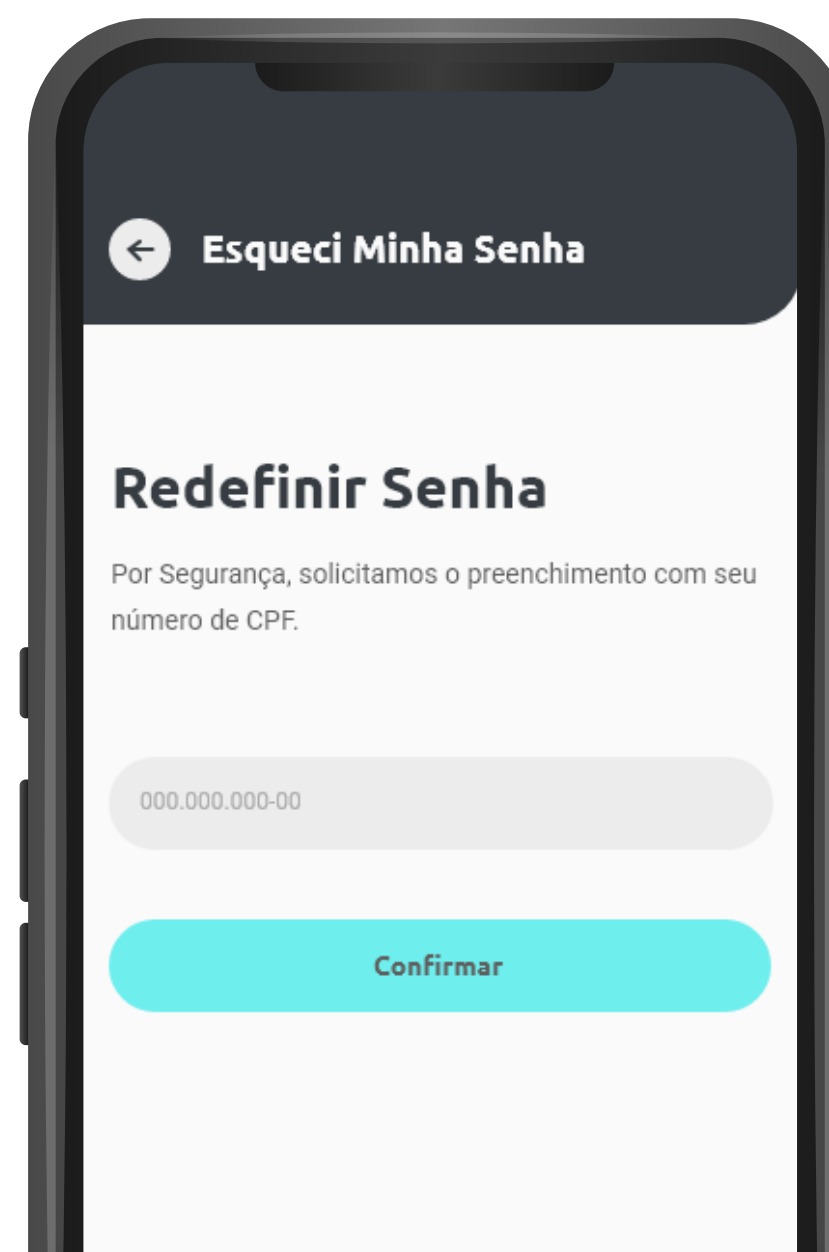 Esqueci Minha Senha
Redefinir Senha
Por Segurança, solicitamos o preenchimento com seu
número de CPF.
000.000.000-00
Confirmar